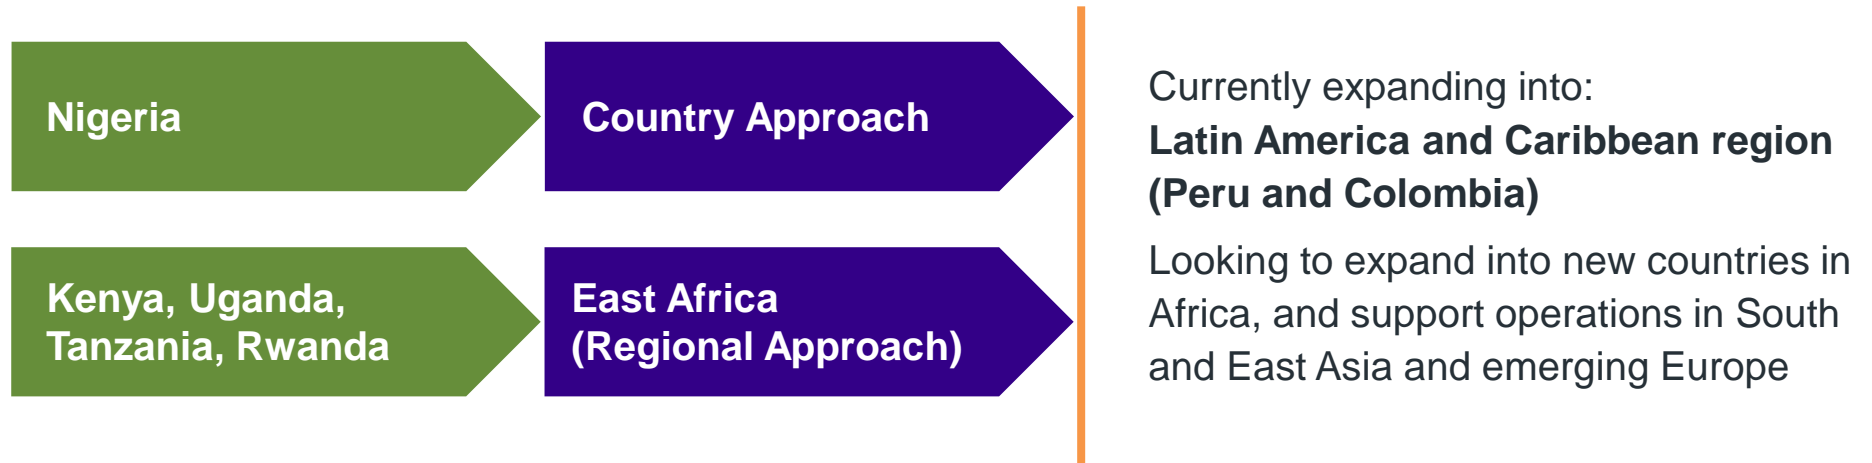 Nigeria
Country Approach
Kenya, Uganda,
Tanzania, Rwanda
East Africa
(Regional Approach)
Currently expanding into:
Latin America and Caribbean region
(Peru and Colombia)
Looking to expand into new countries in
Africa, and support operations in South
and East Asia and emerging Europe